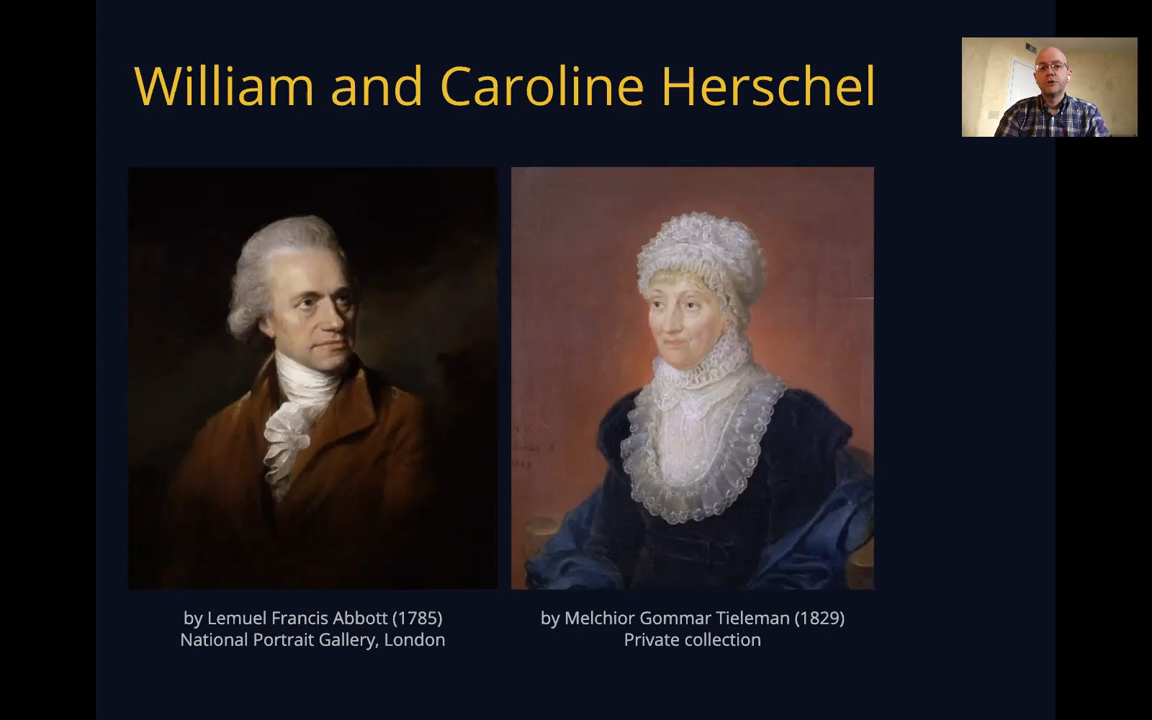 William and Caroline Herschel
by Lemuel Francis Abbott (1785)
National Portrait Gallery, London
by Melchior Gommar Tieleman (1829)
Private collection